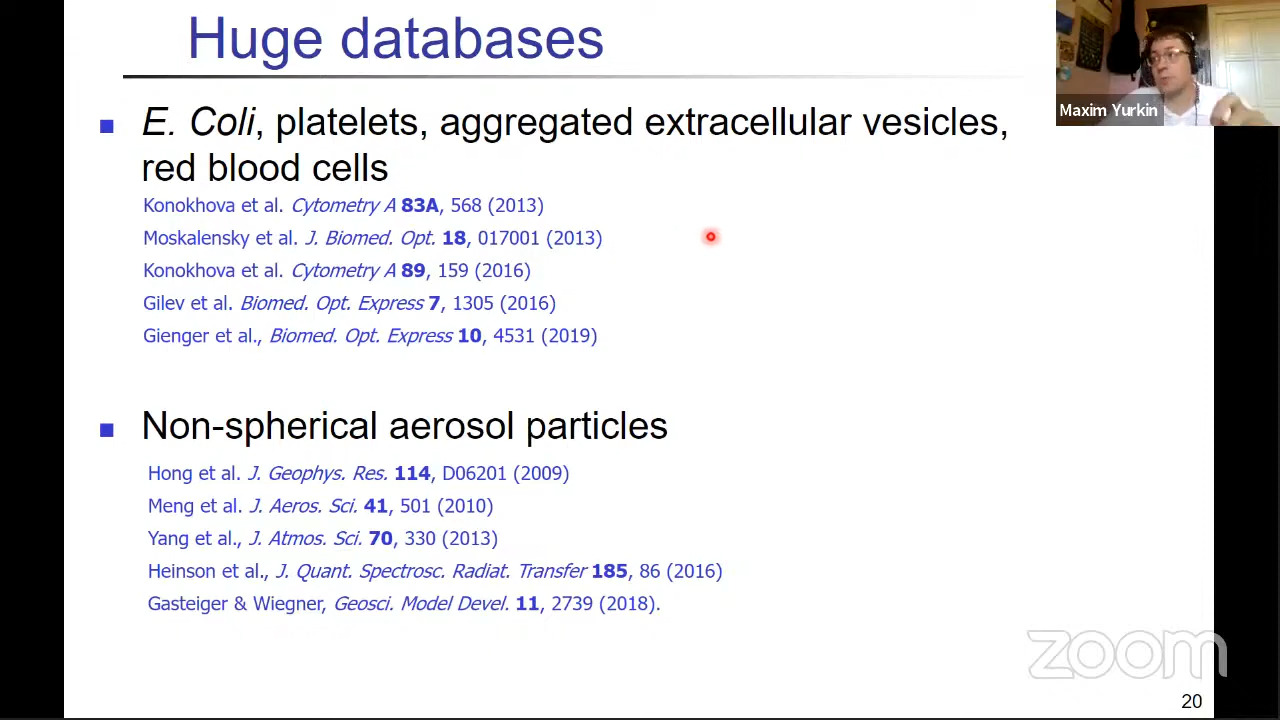 Huge databases
Maxim Yurkin
E. Coli, platelets, aggregated extracellular vesicles,
red blood cells
Konokhova et al. Cytometry A 83A, 568 (2013)
Moskalensky et al. J. Biomed. Opt. 18, 017001 (2013)
Konokhova et al. Cytometry A 89, 159 (2016)
Gilev et al. Biomed. Opt. Express 7, 1305 (2016)
Gienger et al., Biomed. Opt. Express 10, 4531 (2019)
Non-spherical aerosol particles
Hong et al. J. Geophys. Res. 114, D06201 (2009)
Meng et al. J. Aeros. Sci. 41, 501 (2010)
Yang et al., J. Atmos. Sci. 70, 330 (2013)
Heinson et al., J. Quant. Spectrosc. Radiat. Transfer 185, 86 (2016)
Gasteiger & Wiegner, Geosci. Model Devel. 11, 2739 (2018).
zoom
20